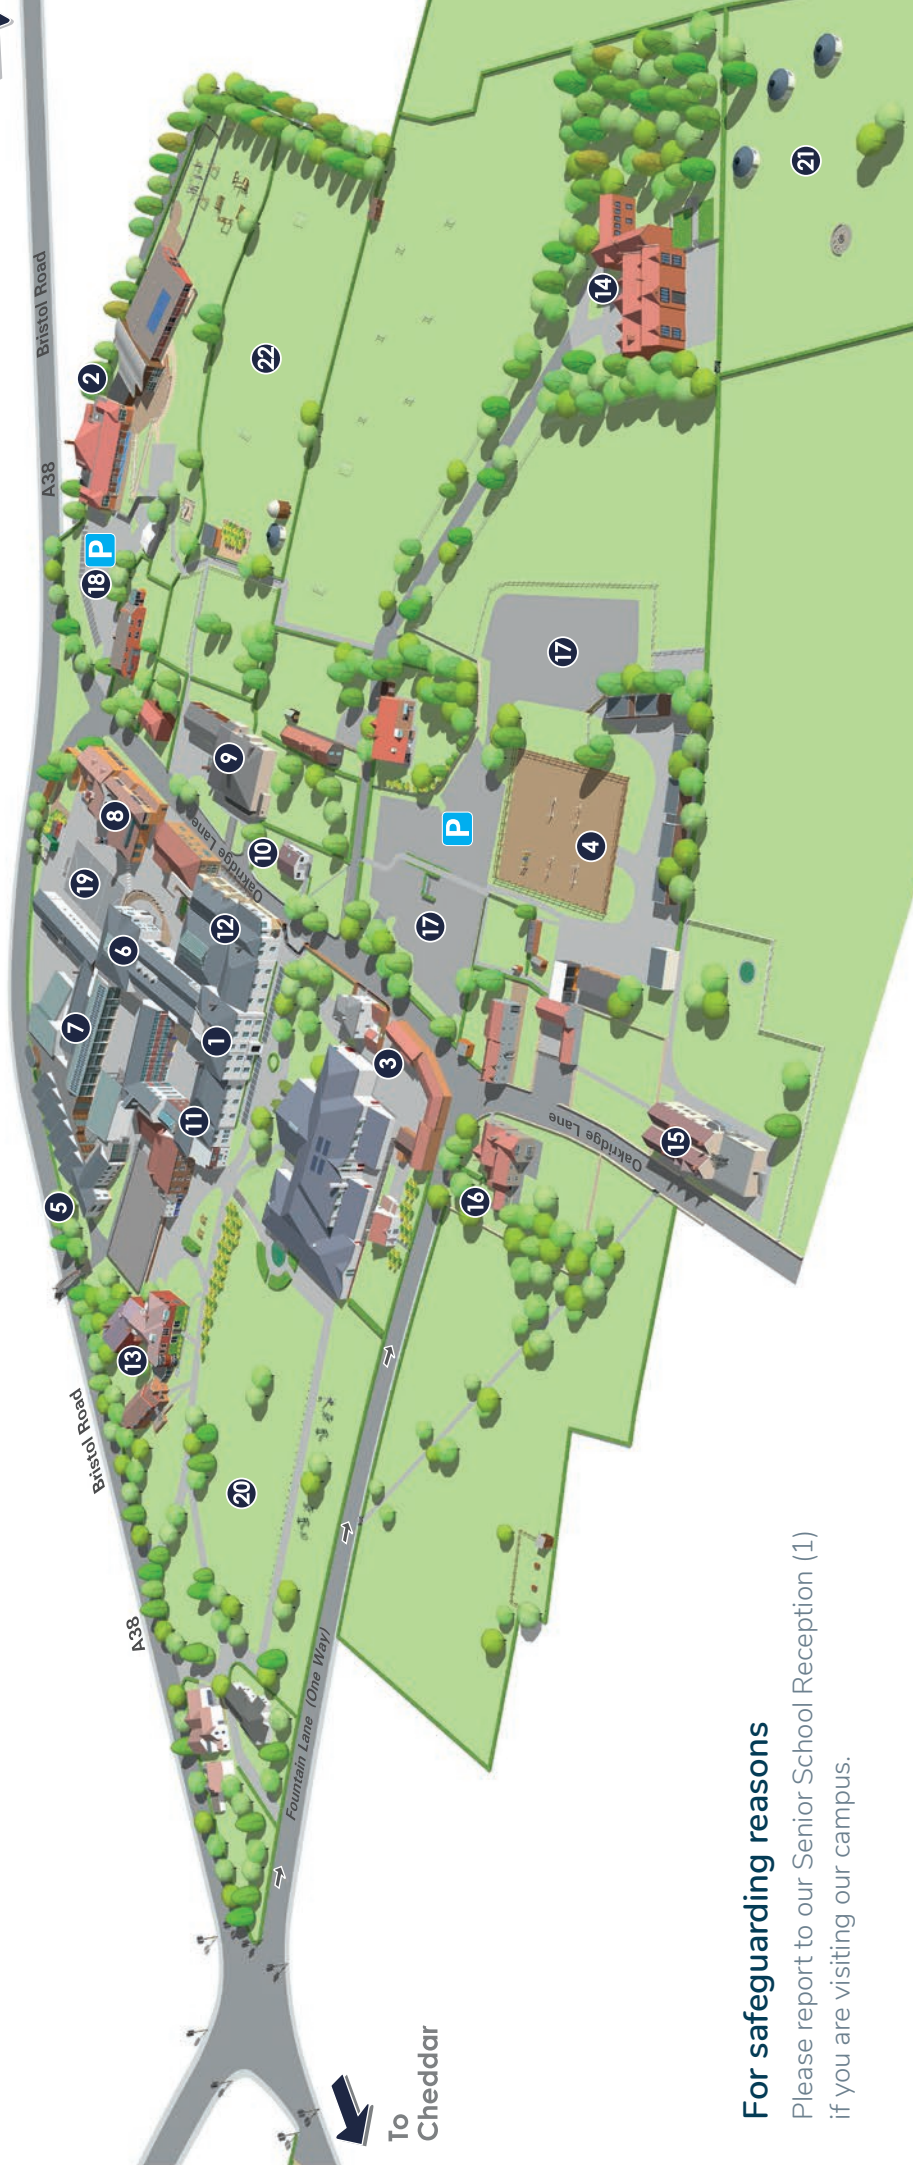 Bristol Road
A38
2
22
14
21
18
P
17
9
8
10
Oakridge Lane
P
4
19
6
12
17
7
1
3
11
5
16
15
Oakridge Lane
13
Bristol Road
20
A38
Fountain Lane (One Way)
To
Cheddar
For safeguarding reasons
Please report to our Senior School Reception (1)
if you are visiting our campus.